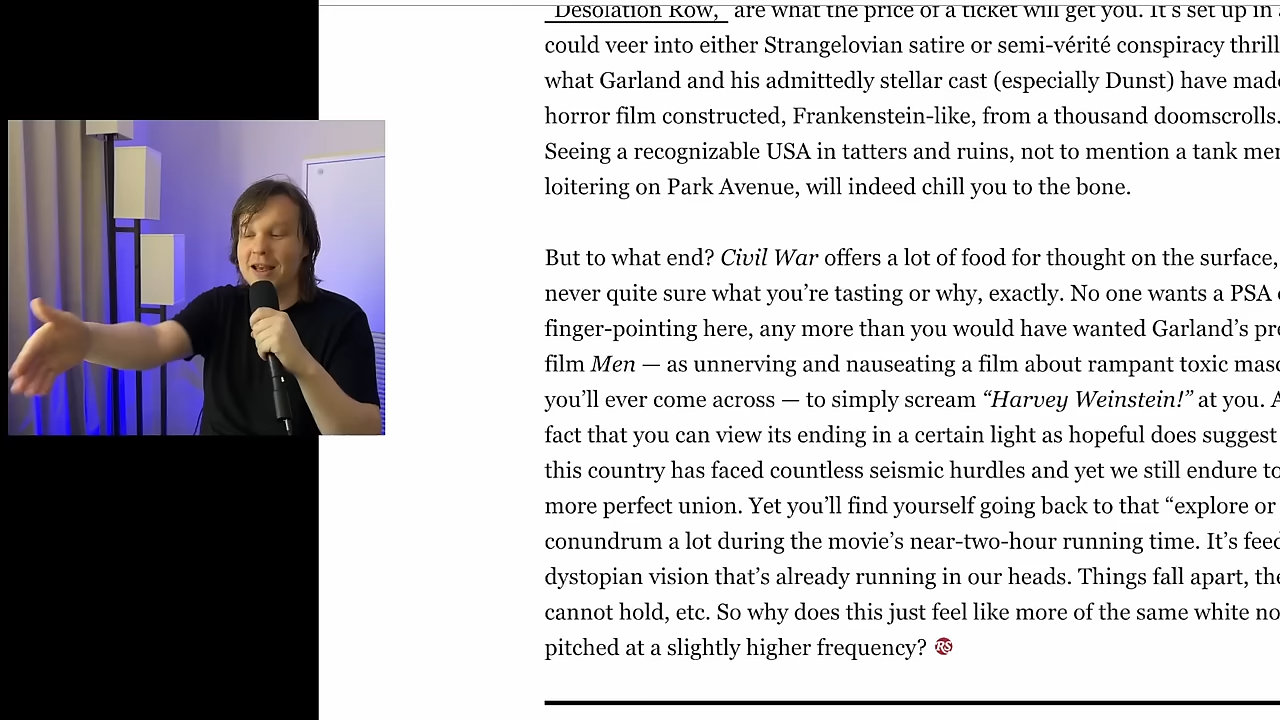 "Desolation Row," are what the price of a ticket will get you. It's set up in
could veer into either Strangelovian satire or semi-vérité conspiracy thrill
what Garland and his admittedly stellar cast (especially Dunst) have made
horror film constructed, Frankenstein-like, from a thousand doomscrolls.
Seeing a recognizable USA in tatters and ruins, not to mention a tank mer
loitering on Park Avenue, will indeed chill you to the bone.
But to what end? Civil War offers a lot of food for thought on the surface,
never quite sure what you're tasting or why, exactly. No one wants a PSA
finger-pointing here, any more than you would have wanted Garland's pre
film Men — as unnerving and nauseating a film about rampant toxic masc
you'll ever come across — to simply scream “Harvey Weinstein!” at you. A
fact that you can view its ending in a certain light as hopeful does suggest
this country has faced countless seismic hurdles and yet we still endure to
more perfect union. Yet you'll find yourself going back to that “explore or
conundrum a lot during the movie's near-two-hour running time. It's feed
dystopian vision that's already running in our heads. Things fall apart, the
cannot hold, etc. So why does this just feel like more of the same white no
pitched at a slightly higher frequency? RS